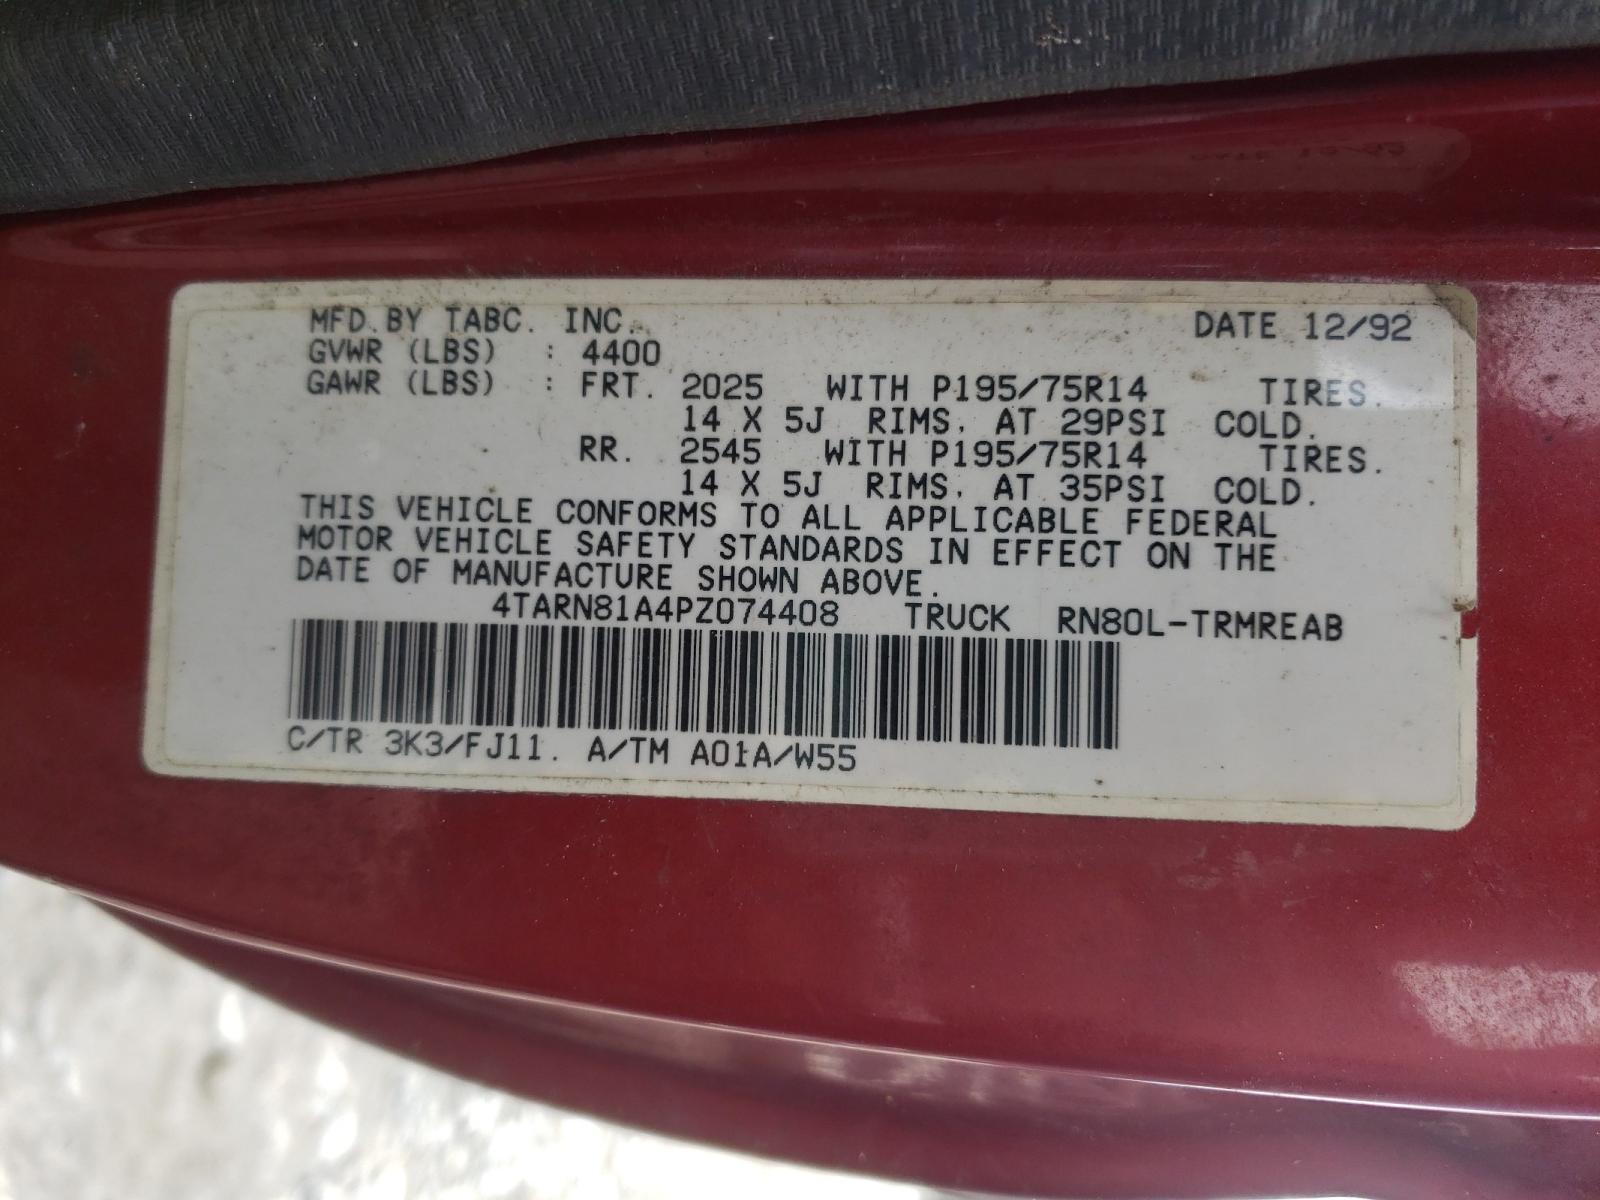 MFD. BY TABC. INC. DATE 12/92
GVWR (LBS) : 4400
GAWR (LBS) : FRT. 2025 WITH P195/75R14 TIRES.
14 X 5J RIMS. AT 29PSI COLD.
RR. 2545 WITH P195/75R14 TIRES.
14 X 5J RIMS. AT 35PSI COLD.
THIS VEHICLE CONFORMS TO ALL APPLICABLE FEDERAL
MOTOR VEHICLE SAFETY STANDARDS IN EFFECT ON THE
DATE OF MANUFACTURE SHOWN ABOVE.
4TARN81A4PZ074408 TRUCK RN80L-TRMREAB
C/TR 3K3/FJ11. A/TM A01A/W55